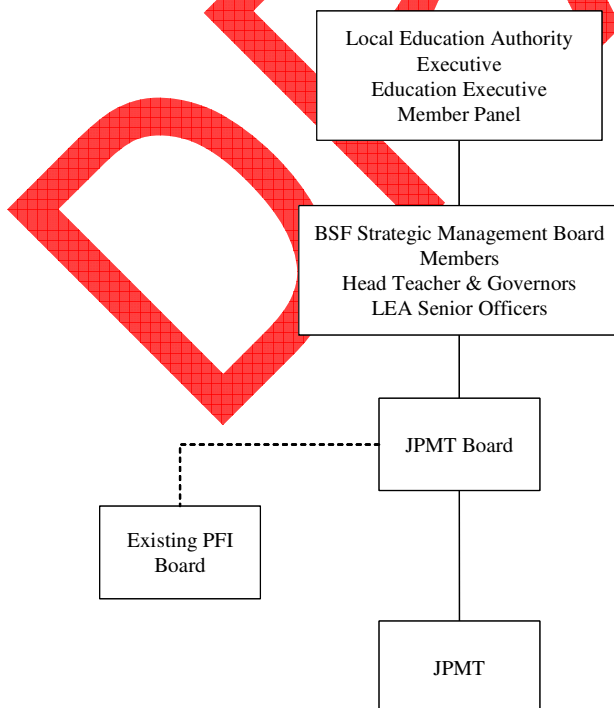 Local Education Authority
Executive
Education Executive
Member Panel
BSF Strategic Management Board
Members
Head Teacher & Governors
LEA Senior Officers
JPMT Board
Existing PFI
Board
JPMT